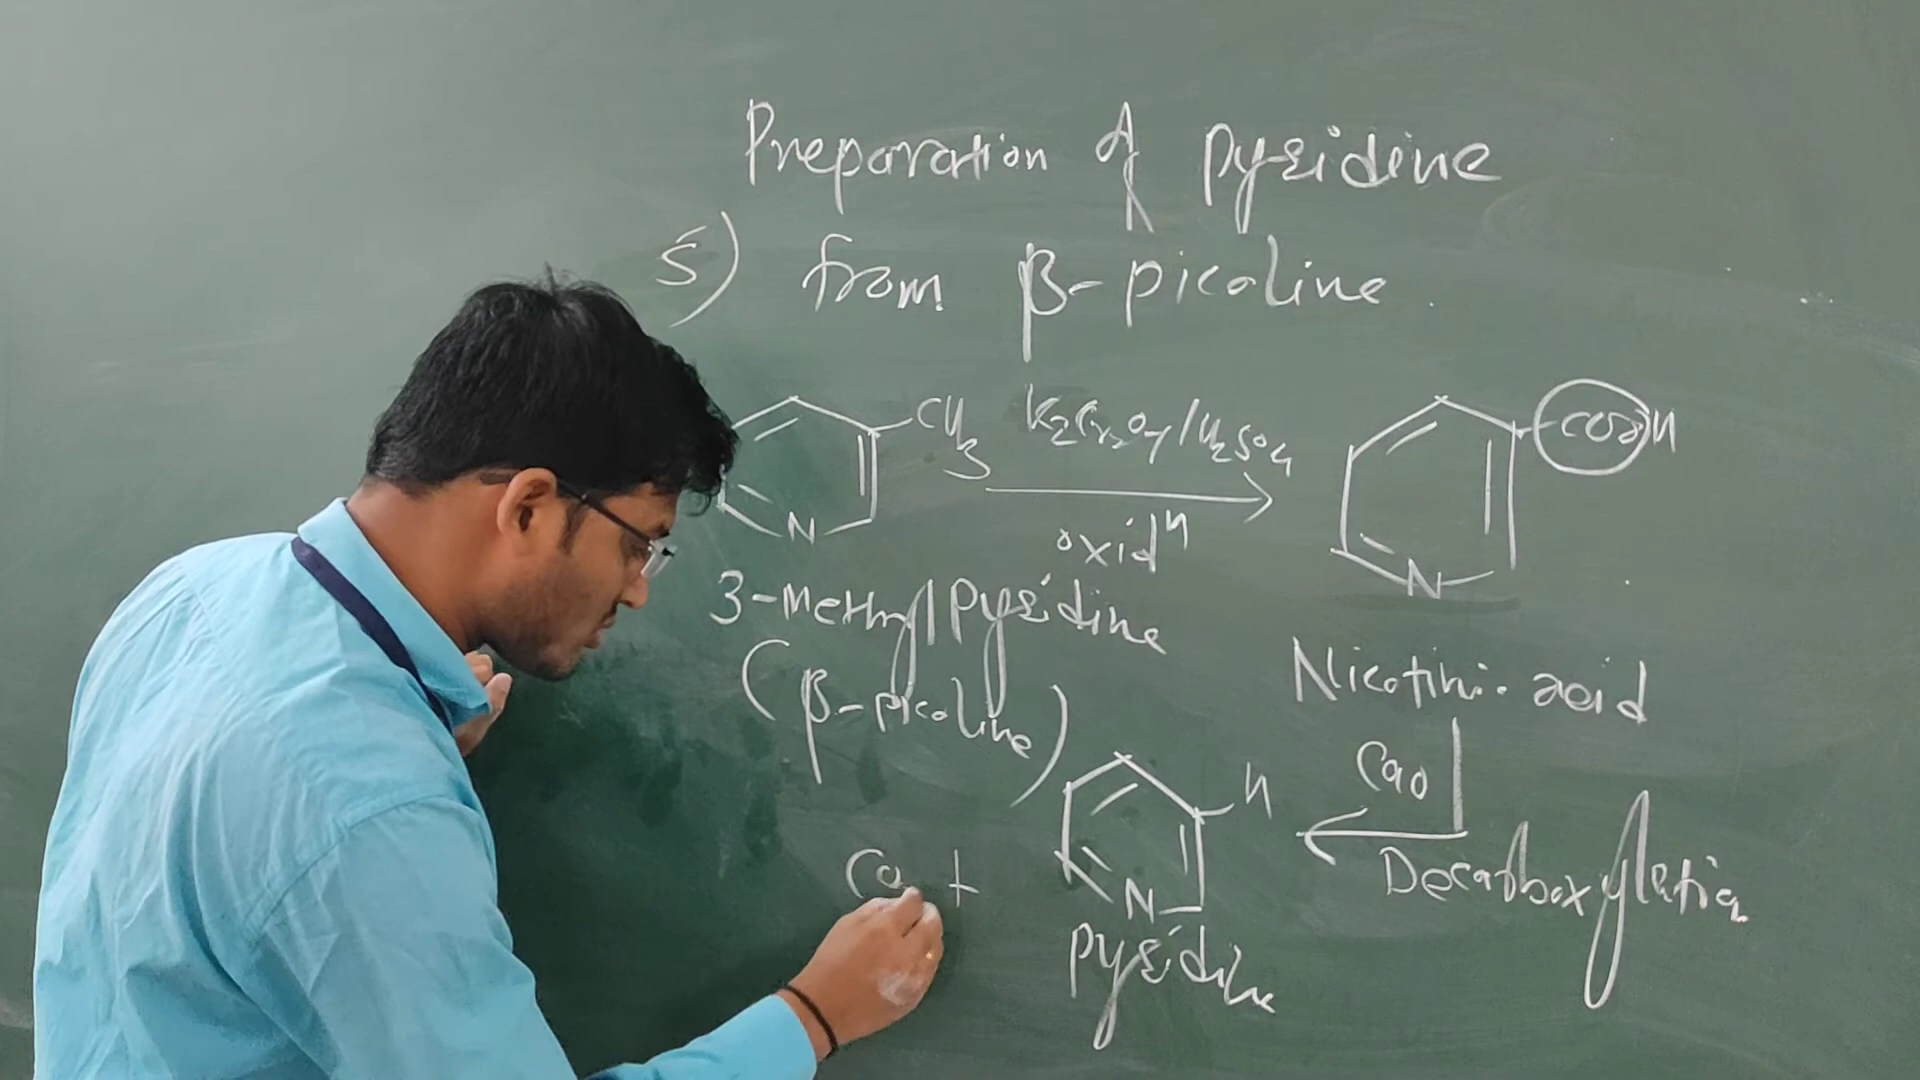 Preparation of pyridine
5) from β-picoline
CH3 K2Cr2O7/H2SO4 COOH
N oxidn N
3-Methyl pyridine
(β-picoline)
Nicotinic acid
CaO
Decarboxylation
H
N
CO +
pyridine